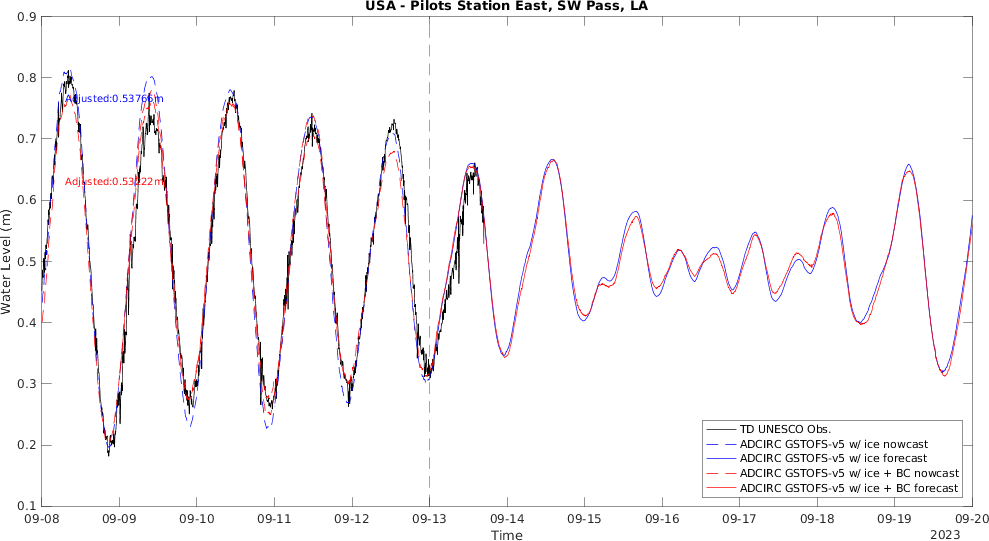 USA - Pilots Station East, SW Pass, LA
0.9
0.8
0.7
0.6
0.5
0.4
0.3
0.2
0.1
Water Level (m)
Adjusted:0.53766m
Adjusted:0.53222m
TD UNESCO Obs.
ADCIRC GSTOFS-v5 w/ ice nowcast
ADCIRC GSTOFS-v5 w/ ice forecast
ADCIRC GSTOFS-v5 w/ ice + BC nowcast
ADCIRC GSTOFS-v5 w/ ice + BC forecast
09-08 09-09 09-10 09-11 09-12 09-13 09-14 09-15 09-16 09-17 09-18 09-19 09-20
Time
2023